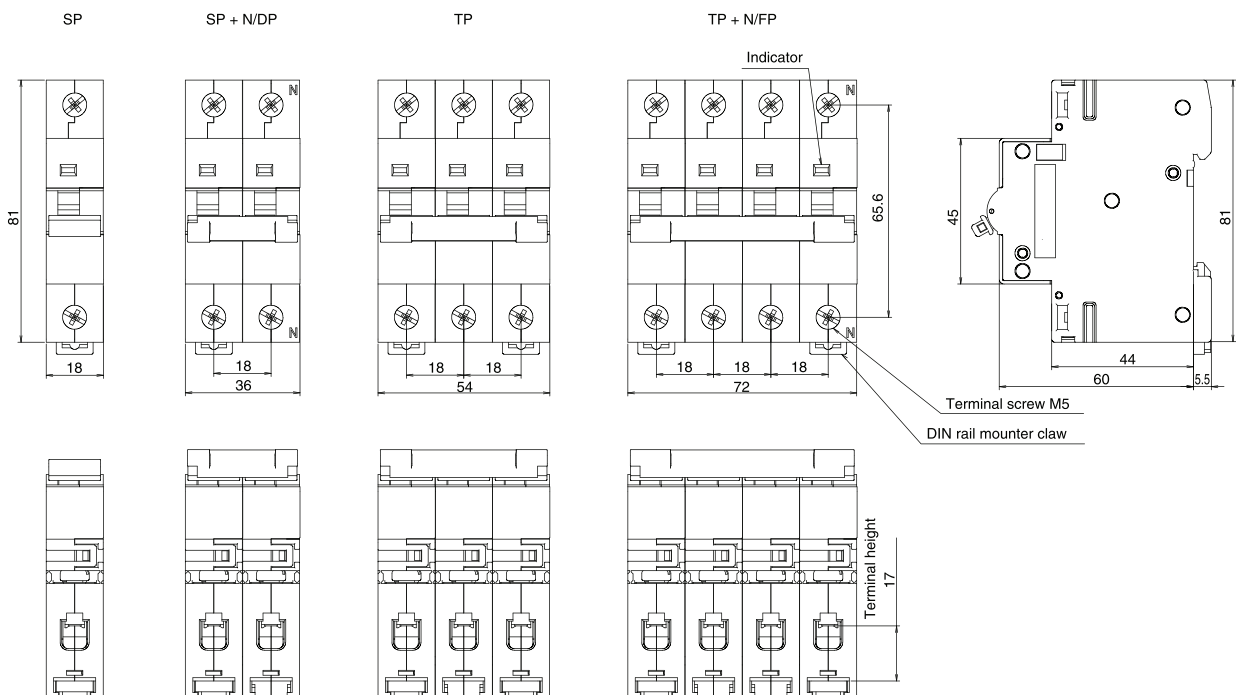 SP
SP + N/DP
TP
TP + N/FP
Indicator
N
N
81
65.6
45
81
N
N
18
18
36
18
18
54
18
18
18
72
44
60
5.5
Terminal screw M5
DIN rail mounter claw
Terminal height
17